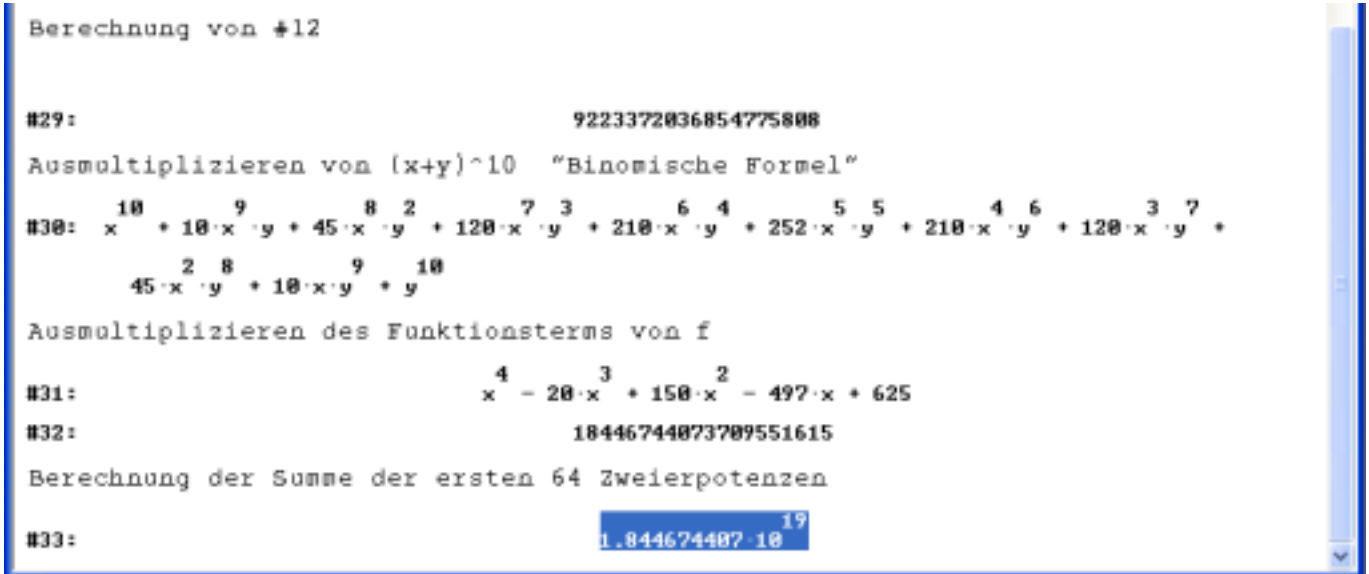 Berechnung von #12
#29: 9223372036854775808
Ausmultiplizieren von (x+y)^10 "Binomische Formel"
#30: x^10 + 10·x^9·y + 45·x^8·y^2 + 120·x^7·y^3 + 210·x^6·y^4 + 252·x^5·y^5 + 210·x^4·y^6 + 120·x^3·y^7 +
45·x^2·y^8 + 10·x·y^9 + y^10
Ausmultiplizieren des Funktionsterms von f
#31: x^4 - 20·x^3 + 150·x^2 - 497·x + 625
#32: 18446744073709551615
Berechnung der Summe der ersten 64 Zweierpotenzen
#33: 1.844674407·10^19